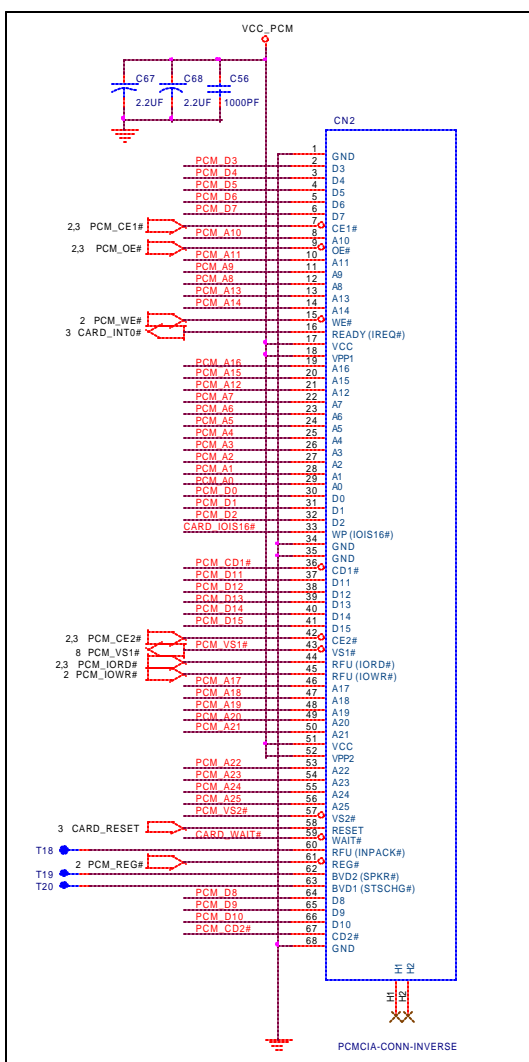 VCC_PCM
C67 C68 C56
2.2UF 2.2UF 1000PF
CN2
1 GND
PCM_D3 2 D3
PCM_D4 3 D4
PCM_D5 4 D5
PCM_D6 5 D6
PCM_D7 6 D7
2,3 PCM_CE1# 7 CE1#
PCM_A10 8 A10
2,3 PCM_OE# 9 OE#
PCM_A11 10 A11
PCM_A9 11 A9
PCM_A8 12 A8
PCM_A13 13 A13
PCM_A14 14 A14
2 PCM_WE# 15 WE#
3 CARD_INT0# 16 READY(IREQ#)
17 VCC
18 VPP1
PCM_A16 19 A16
PCM_A15 20 A15
PCM_A12 21 A12
PCM_A7 22 A7
PCM_A6 23 A6
PCM_A5 24 A5
PCM_A4 25 A4
PCM_A3 26 A3
PCM_A2 27 A2
PCM_A1 28 A1
PCM_A0 29 A0
PCM_D0 30 D0
PCM_D1 31 D1
PCM_D2 32 D2
CARD_IOIS16# 33 WP(IOIS16#)
34 GND
35 GND
PCM_CD1# 36 CD1#
PCM_D11 37 D11
PCM_D12 38 D12
PCM_D13 39 D13
PCM_D14 40 D14
PCM_D15 41 D15
2,3 PCM_CE2# 42 CE2#
8 PCM_VS1# PCM_VS1# 43 VS1#
2,3 PCM_IORD# 44 RFU(IORD#)
2 PCM_IOWR# 45 RFU(IOWR#)
PCM_A17 46 A17
PCM_A18 47 A18
PCM_A19 48 A19
PCM_A20 49 A20
PCM_A21 50 A21
51 VCC
52 VPP2
PCM_A22 53 A22
PCM_A23 54 A23
PCM_A24 55 A24
PCM_A25 56 A25
PCM_VS2# 57 VS2#
3 CARD_RESET 58 RESET
CARD_WAIT# 59 WAIT#
T18 60 RFU(INPACK#)
2 PCM_REG# 61 REG#
T19 62 BVD2(SPKR#)
T20 63 BVD1(STSCHG#)
PCM_D8 64 D8
PCM_D9 65 D9
PCM_D10 66 D10
PCM_CD2# 67 CD2#
68 GND
H1 H2
H1 H2
PCMCIA-CONN-INVERSE